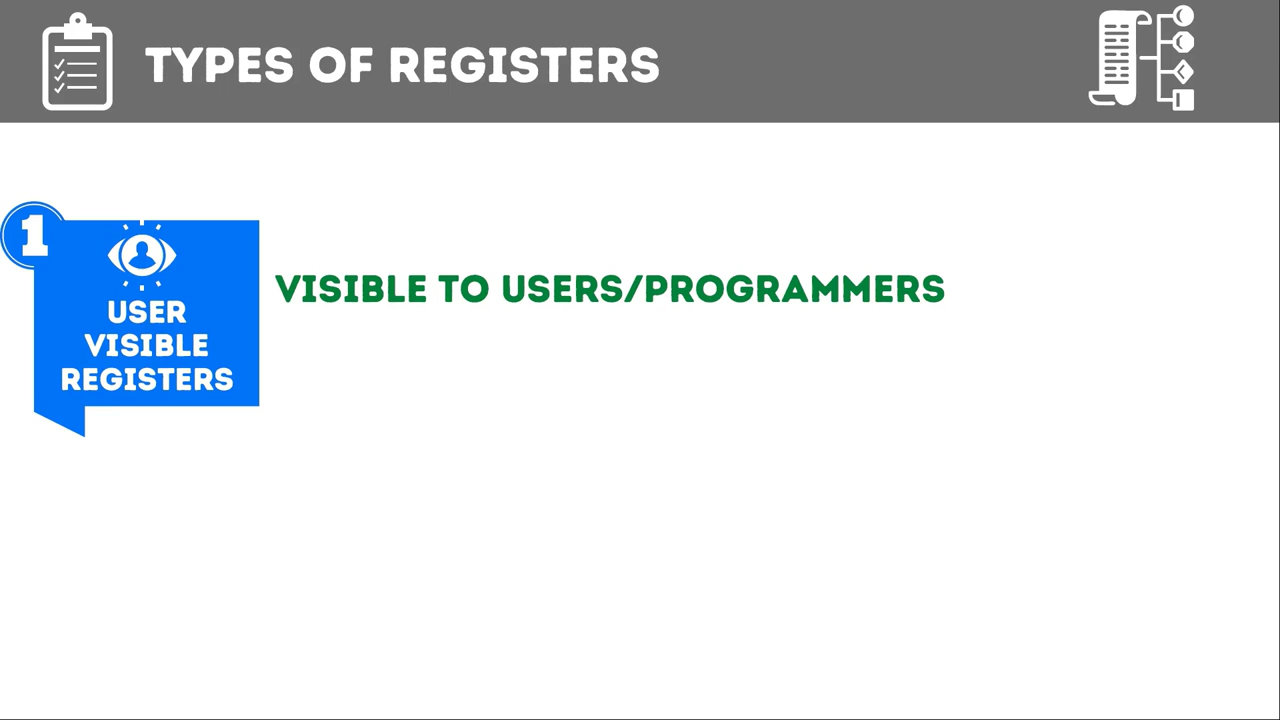 TYPES OF REGISTERS
1
USER
VISIBLE
REGISTERS
VISIBLE TO USERS/PROGRAMMERS